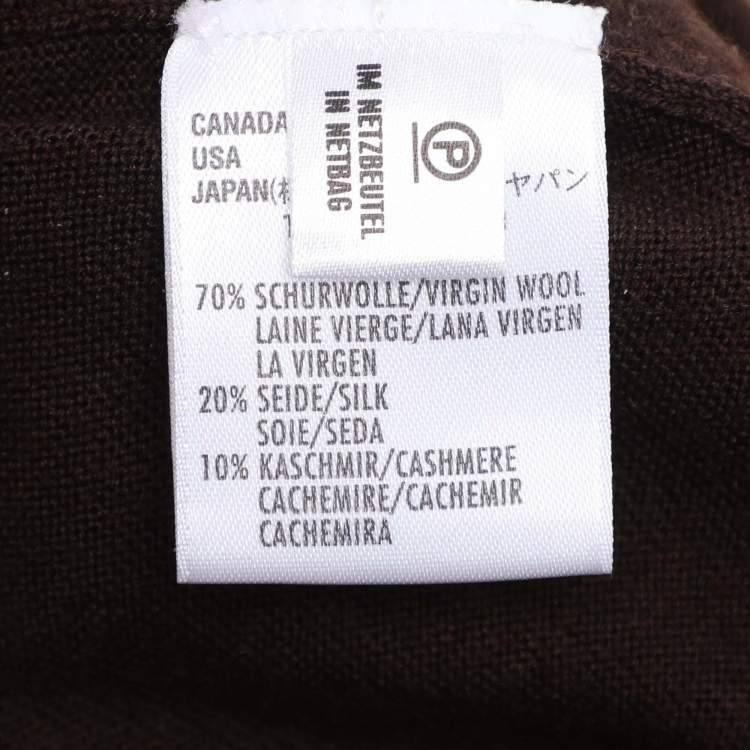 CANADA
USA
JAPAN(株 ャパン
IM NETZBEUTEL
IN NETBAG
P
70% SCHURWOLLE/VIRGIN WOOL
LAINE VIERGE/LANA VIRGEN
LA VIRGEN
20% SEIDE/SILK
SOIE/SEDA
10% KASCHMIR/CASHMERE
CACHEMIRE/CACHEMIR
CACHEMIRA